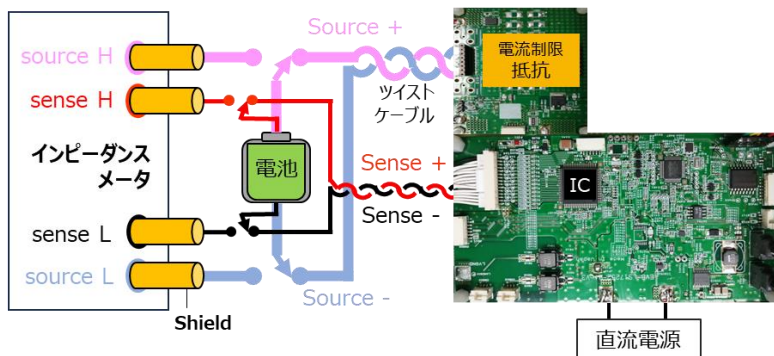 source H
sense H
インピーダンス
メータ
sense L
source L
Shield
Source +
ツイスト
ケーブル
電池
Sense +
Sense -
Source -
電流制限
抵抗
IC
直流電源